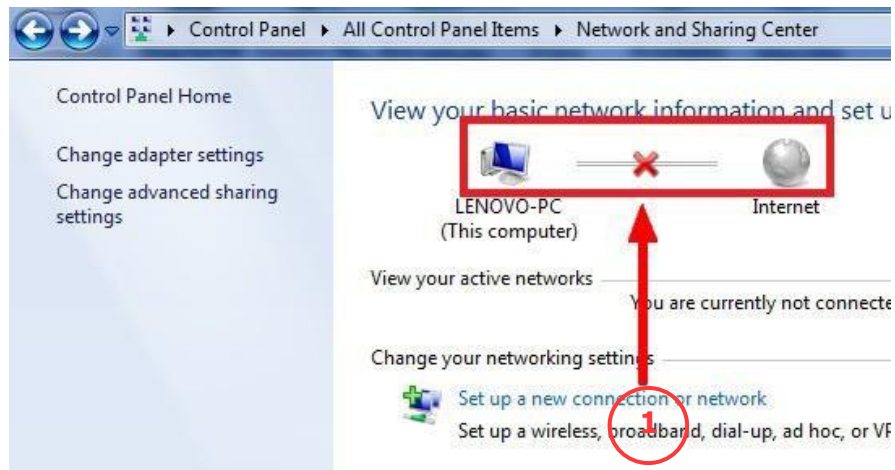 Control Panel ▸ All Control Panel Items ▸ Network and Sharing Center
Control Panel Home
Change adapter settings
Change advanced sharing
settings
View your basic network information and set u
LENOVO-PC
(This computer)
Internet
View your active networks
You are currently not connecte
Change your networking settings
Set up a new connection or network
Set up a wireless, broadband, dial-up, ad hoc, or VP
1